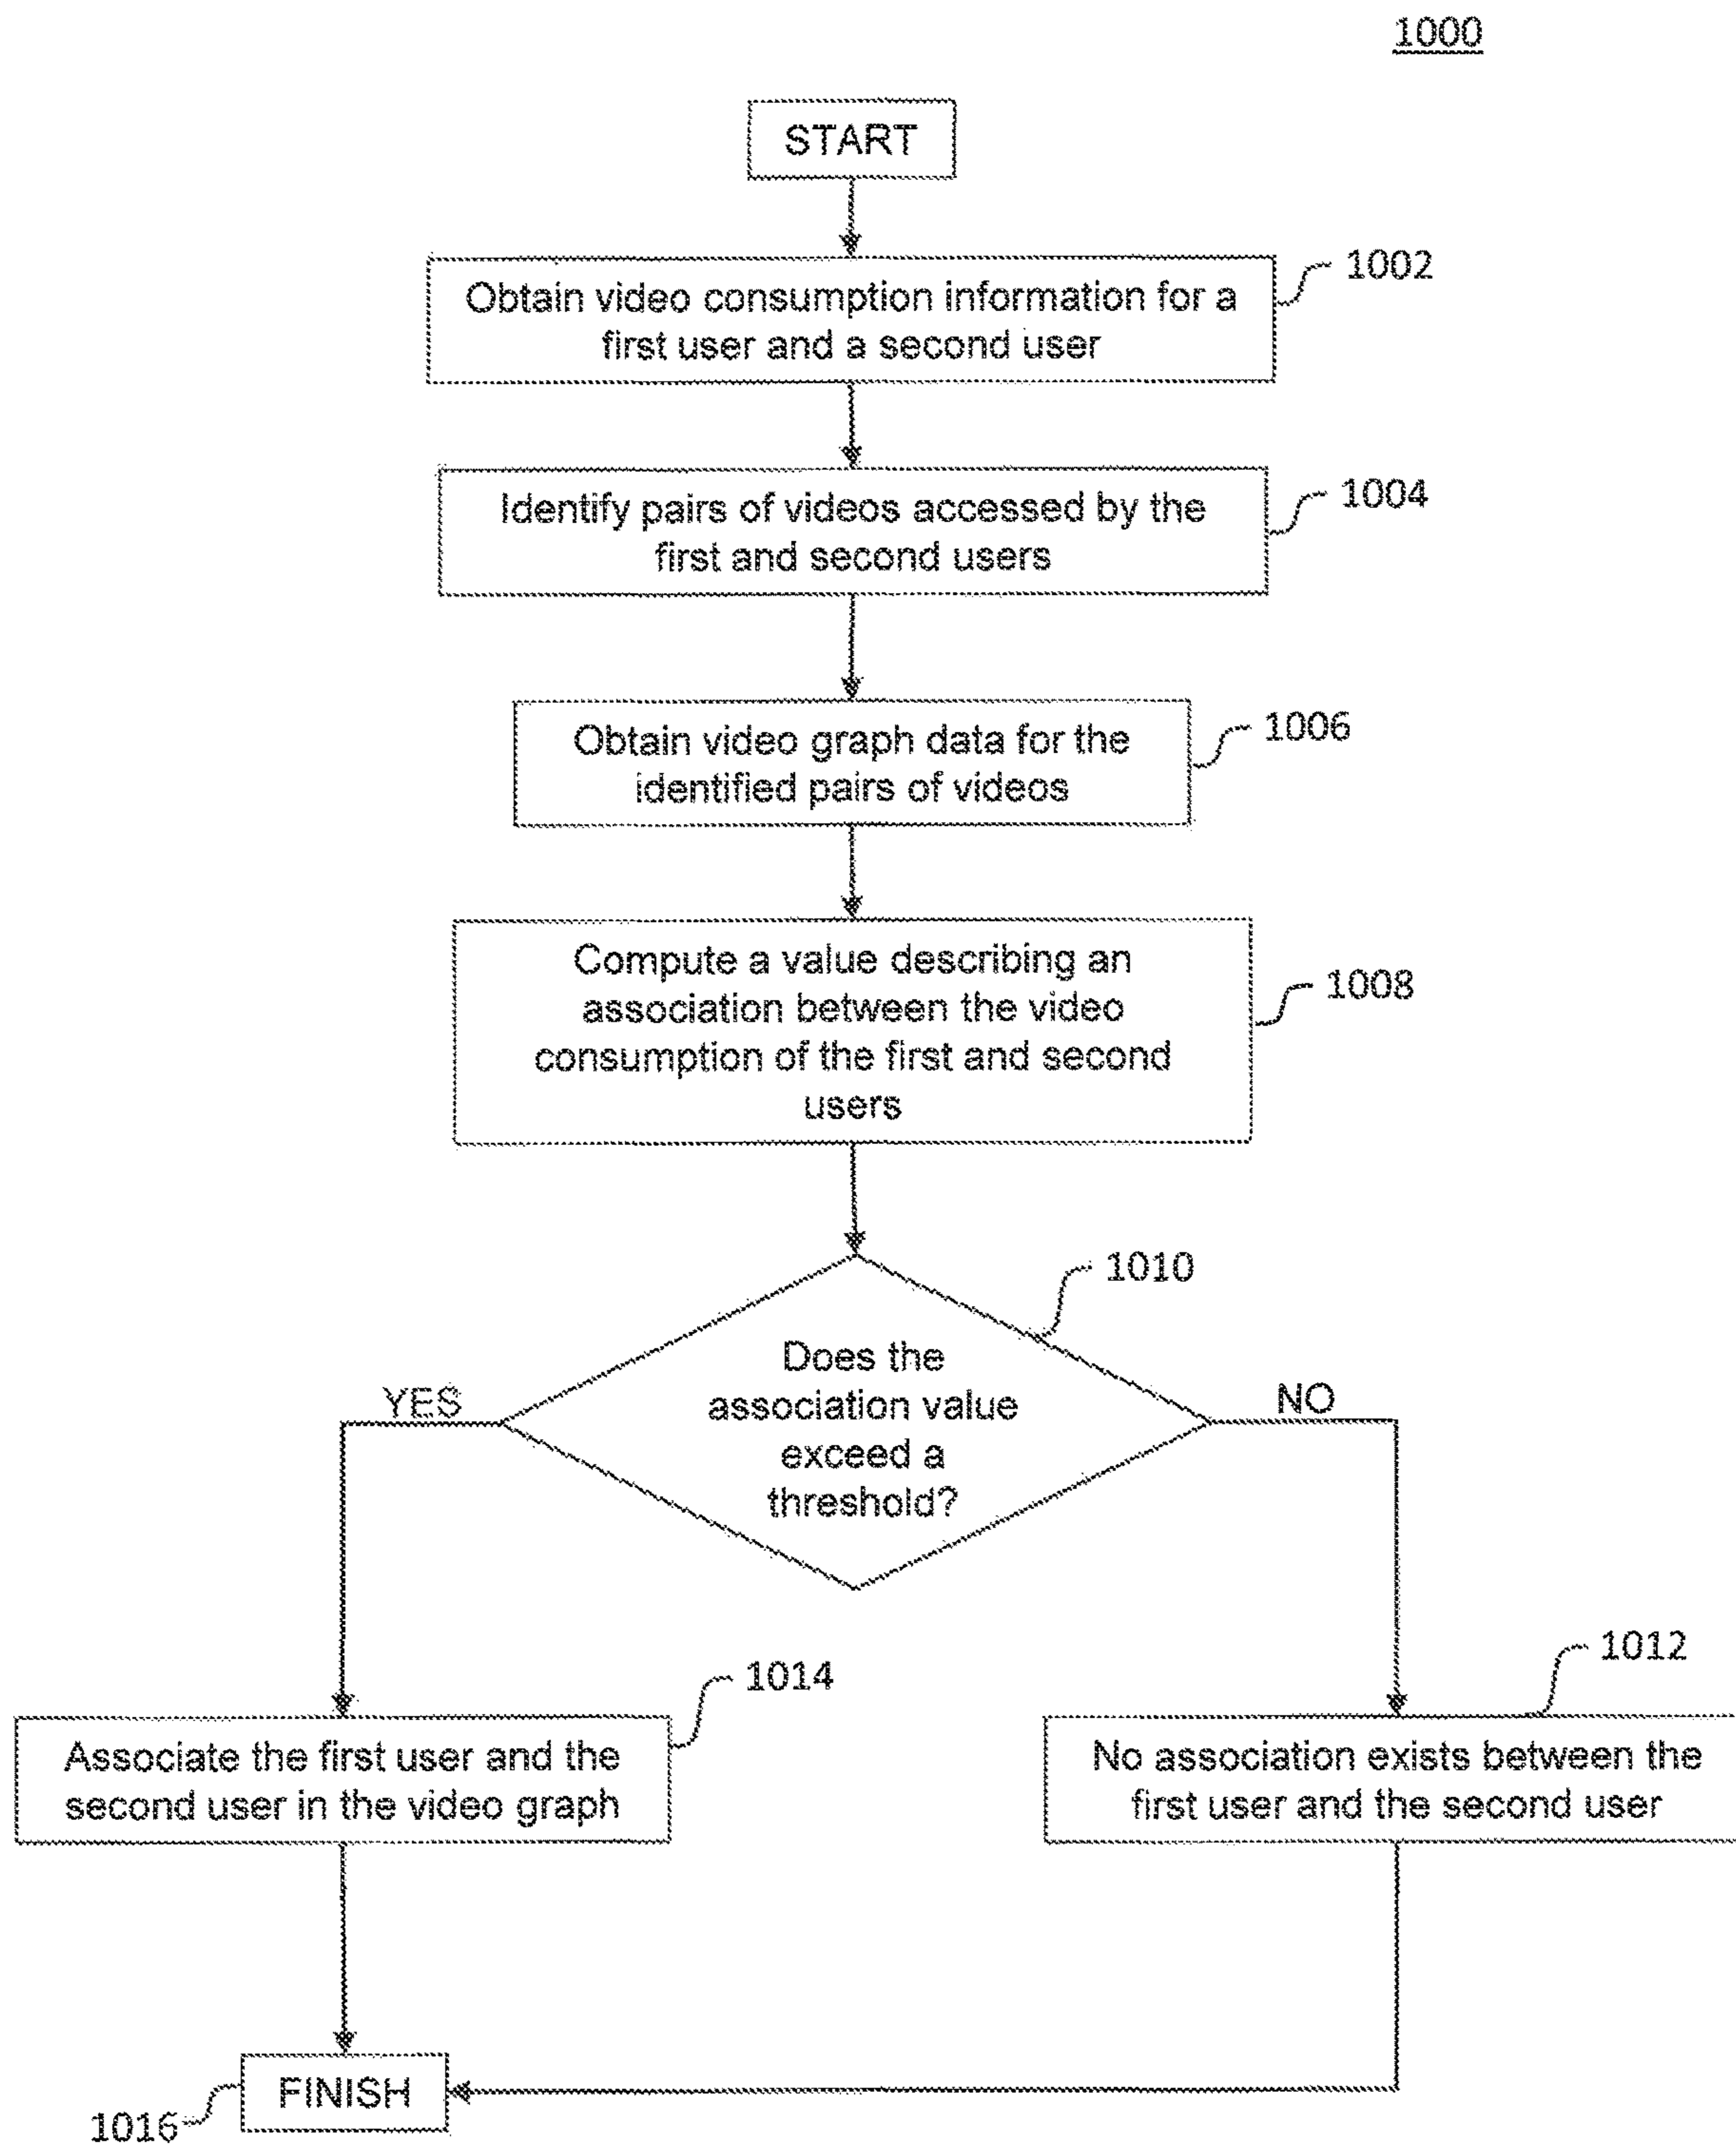 1000
START
1002
Obtain video consumption information for a
first user and a second user
1004
Identify pairs of videos accessed by the
first and second users
1006
Obtain video graph data for the
identified pairs of videos
1008
Compute a value describing an
association between the video
consumption of the first and second
users
1010
Does the
association value
exceed a
threshold?
YES
NO
1014
1012
Associate the first user and the
second user in the video graph
No association exists between the
first user and the second user
FINISH
1016